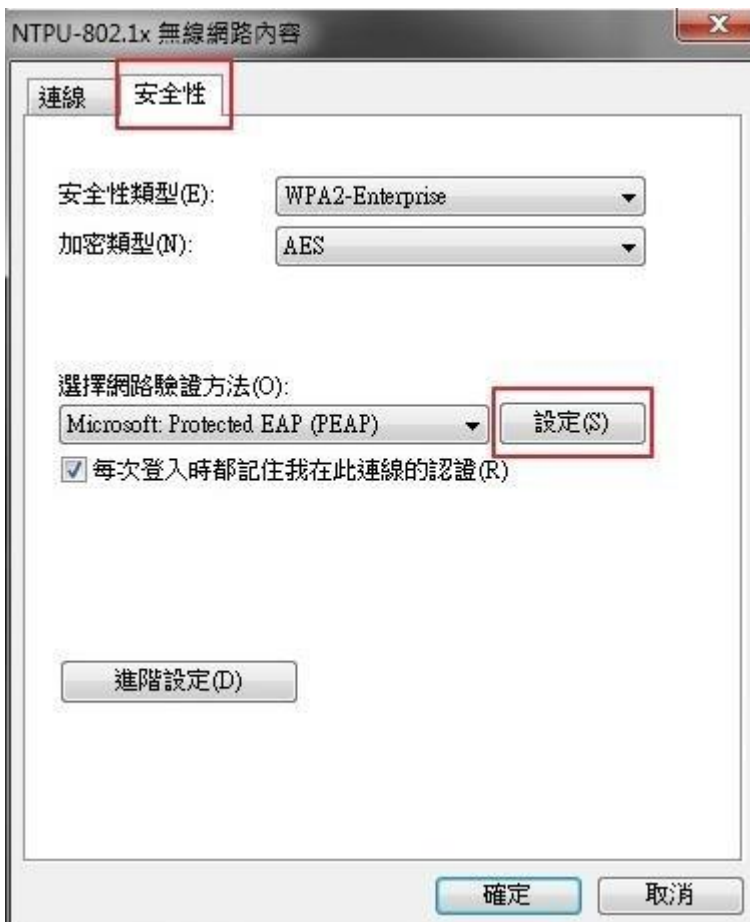 NTPU-802.1x 無線網路內容
連線 安全性
安全性類型(E): WPA2-Enterprise
加密類型(N): AES
選擇網路驗證方法(O):
Microsoft: Protected EAP (PEAP) 設定(S)
每次登入時都記住我在此連線的認證(R)
進階設定(D)
確定 取消